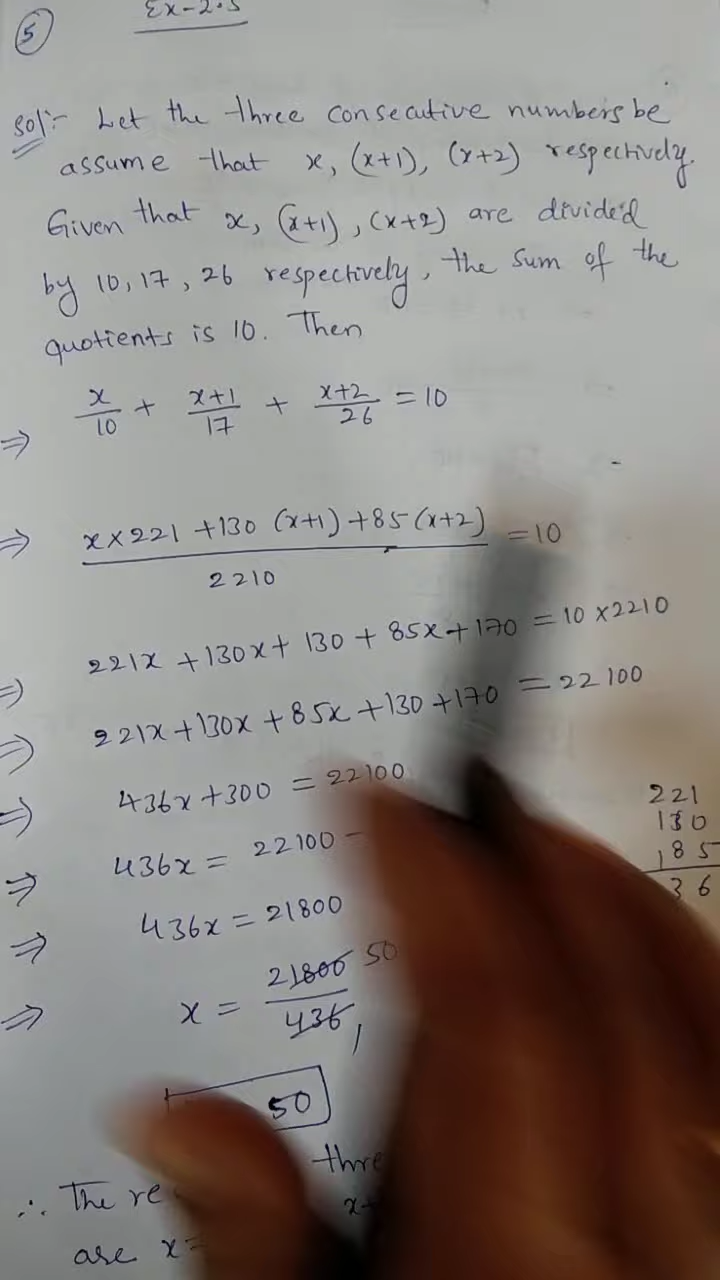 5
Ex-2.5
Sol:- Let the three consecutive numbers be
assume that x, (x+1), (x+2) respectively.
Given that x, (x+1), (x+2) are divided
by 10, 17, 26 respectively, the sum of the
quotients is 10. Then
⇒ x/10 + x+1/17 + x+2/26 = 10
⇒ x×221 + 130 (x+1) + 85 (x+2) / 2210 = 10
⇒ 221x + 130x + 130 + 85x + 170 = 10 × 2210
⇒ 221x + 130x + 85x + 130 + 170 = 22100
⇒ 436x + 300 = 22100
⇒ 436x = 22100 -
⇒ 436x = 21800
⇒ x = 21800/436 50 1
50
∴ The three
are x=
221
130
185
36